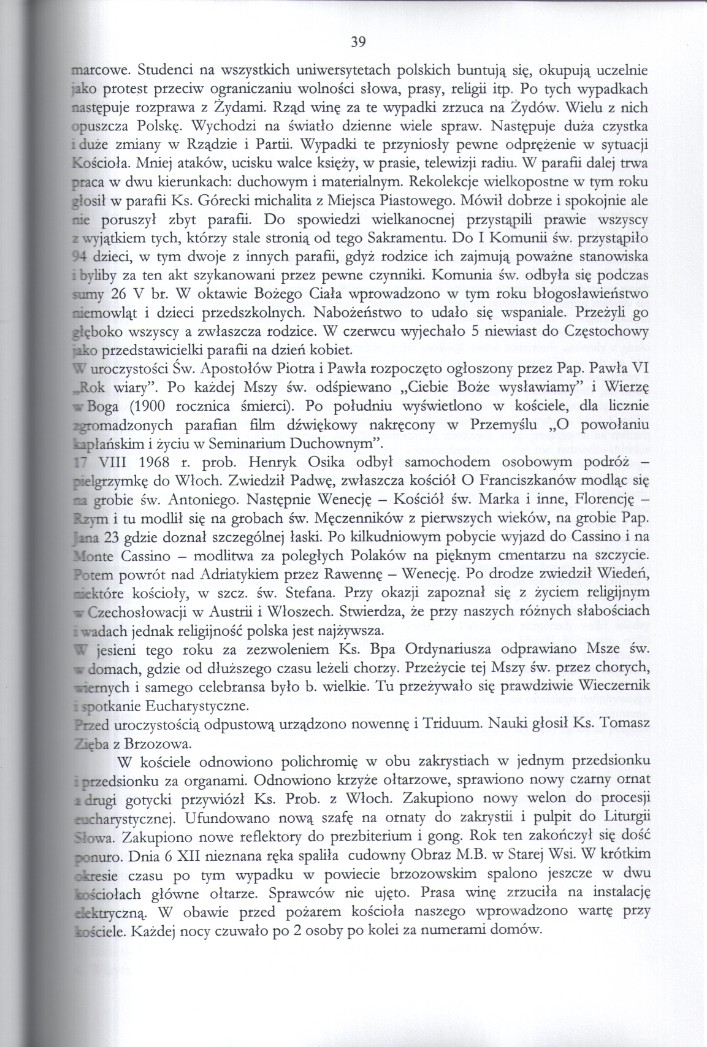 39
marcowe. Studenci na wszystkich uniwersytetach polskich buntują się, okupują uczelnie
jako protest przeciw ograniczaniu wolności słowa, prasy, religii itp. Po tych wypadkach
następuje rozprawa z Żydami. Rząd winę za te wypadki zrzuca na Żydów. Wielu z nich
opuszcza Polskę. Wychodzi na światło dzienne wiele spraw. Następuje duża czystka
i duże zmiany w Rządzie i Partii. Wypadki te przyniosły pewne odprężenie w sytuacji
Kościoła. Mniej ataków, ucisku walce księży, w prasie, telewizji radiu. W parafii dalej trwa
praca w dwu kierunkach: duchowym i materialnym. Rekolekcje wielkopostne w tym roku
głosił w parafii Ks. Górecki michalita z Miejsca Piastowego. Mówił dobrze i spokojnie ale
nie poruszył zbyt parafii. Do spowiedzi wielkanocnej przystąpili prawie wszyscy
z wyjątkiem tych, którzy stale stronią od tego Sakramentu. Do I Komunii św. przystąpiło
94 dzieci, w tym dwoje z innych parafii, gdyż rodzice ich zajmują poważne stanowiska
i byliby za ten akt szykanowani przez pewne czynniki. Komunia św. odbyła się podczas
sumy 26 V br. W oktawie Bożego Ciała wprowadzono w tym roku błogosławieństwo
niemowląt i dzieci przedszkolnych. Nabożeństwo to udało się wspaniale. Przeżyli go
głęboko wszyscy a zwłaszcza rodzice. W czerwcu wyjechało 5 niewiast do Częstochowy
jako przedstawicielki parafii na dzień kobiet.
W uroczystości Św. Apostołów Piotra i Pawła rozpoczęto ogłoszony przez Pap. Pawła VI
„Rok wiary”. Po każdej Mszy św. odśpiewano „Ciebie Boże wysławiamy” i Wierzę
w Boga (1900 rocznica śmierci). Po południu wyświetlono w kościele, dla licznie
zgromadzonych parafian film dźwiękowy nakręcony w Przemyślu „O powołaniu
kapłańskim i życiu w Seminarium Duchownym”.
17 VIII 1968 r. prob. Henryk Osika odbył samochodem osobowym podróż –
pielgrzymkę do Włoch. Zwiedził Padwę, zwłaszcza kościół O Franciszkanów modląc się
na grobie św. Antoniego. Następnie Wenecję – Kościół św. Marka i inne, Florencję –
Rzym i tu modlił się na grobach św. Męczenników z pierwszych wieków, na grobie Pap.
Jana 23 gdzie doznał szczególnej łaski. Po kilkudniowym pobycie wyjazd do Cassino i na
Monte Cassino – modlitwa za poległych Polaków na pięknym cmentarzu na szczycie.
Potem powrót nad Adriatykiem przez Rawennę – Wenecję. Po drodze zwiedził Wiedeń,
niektóre kościoły, w szcz. św. Stefana. Przy okazji zapoznał się z życiem religijnym
w Czechosłowacji w Austrii i Włoszech. Stwierdza, że przy naszych różnych słabościach
i wadach jednak religijność polska jest najżywsza.
W jesieni tego roku za zezwoleniem Ks. Bpa Ordynariusza odprawiano Msze św.
w domach, gdzie od dłuższego czasu leżeli chorzy. Przeżycie tej Mszy św. przez chorych,
wiernych i samego celebransa było b. wielkie. Tu przeżywało się prawdziwie Wieczernik
i spotkanie Eucharystyczne.
Przed uroczystością odpustową urządzono nowennę i Triduum. Nauki głosił Ks. Tomasz
Zięba z Brzozowa.
W kościele odnowiono polichromię w obu zakrystiach w jednym przedsionku
i przedsionku za organami. Odnowiono krzyże ołtarzowe, sprawiono nowy czarny ornat
a drugi gotycki przywiózł Ks. Prob. z Włoch. Zakupiono nowy welon do procesji
eucharystycznej. Ufundowano nową szafę na ornaty do zakrystii i pulpit do Liturgii
Słowa. Zakupiono nowe reflektory do prezbiterium i gong. Rok ten zakończył się dość
ponuro. Dnia 6 XII nieznana ręka spaliła cudowny Obraz M.B. w Starej Wsi. W krótkim
okresie czasu po tym wypadku w powiecie brzozowskim spalono jeszcze w dwu
kościołach główne ołtarze. Sprawców nie ujęto. Prasa winę zrzuciła na instalację
elektryczną. W obawie przed pożarem kościoła naszego wprowadzono wartę przy
kościele. Każdej nocy czuwało po 2 osoby po kolei za numerami domów.